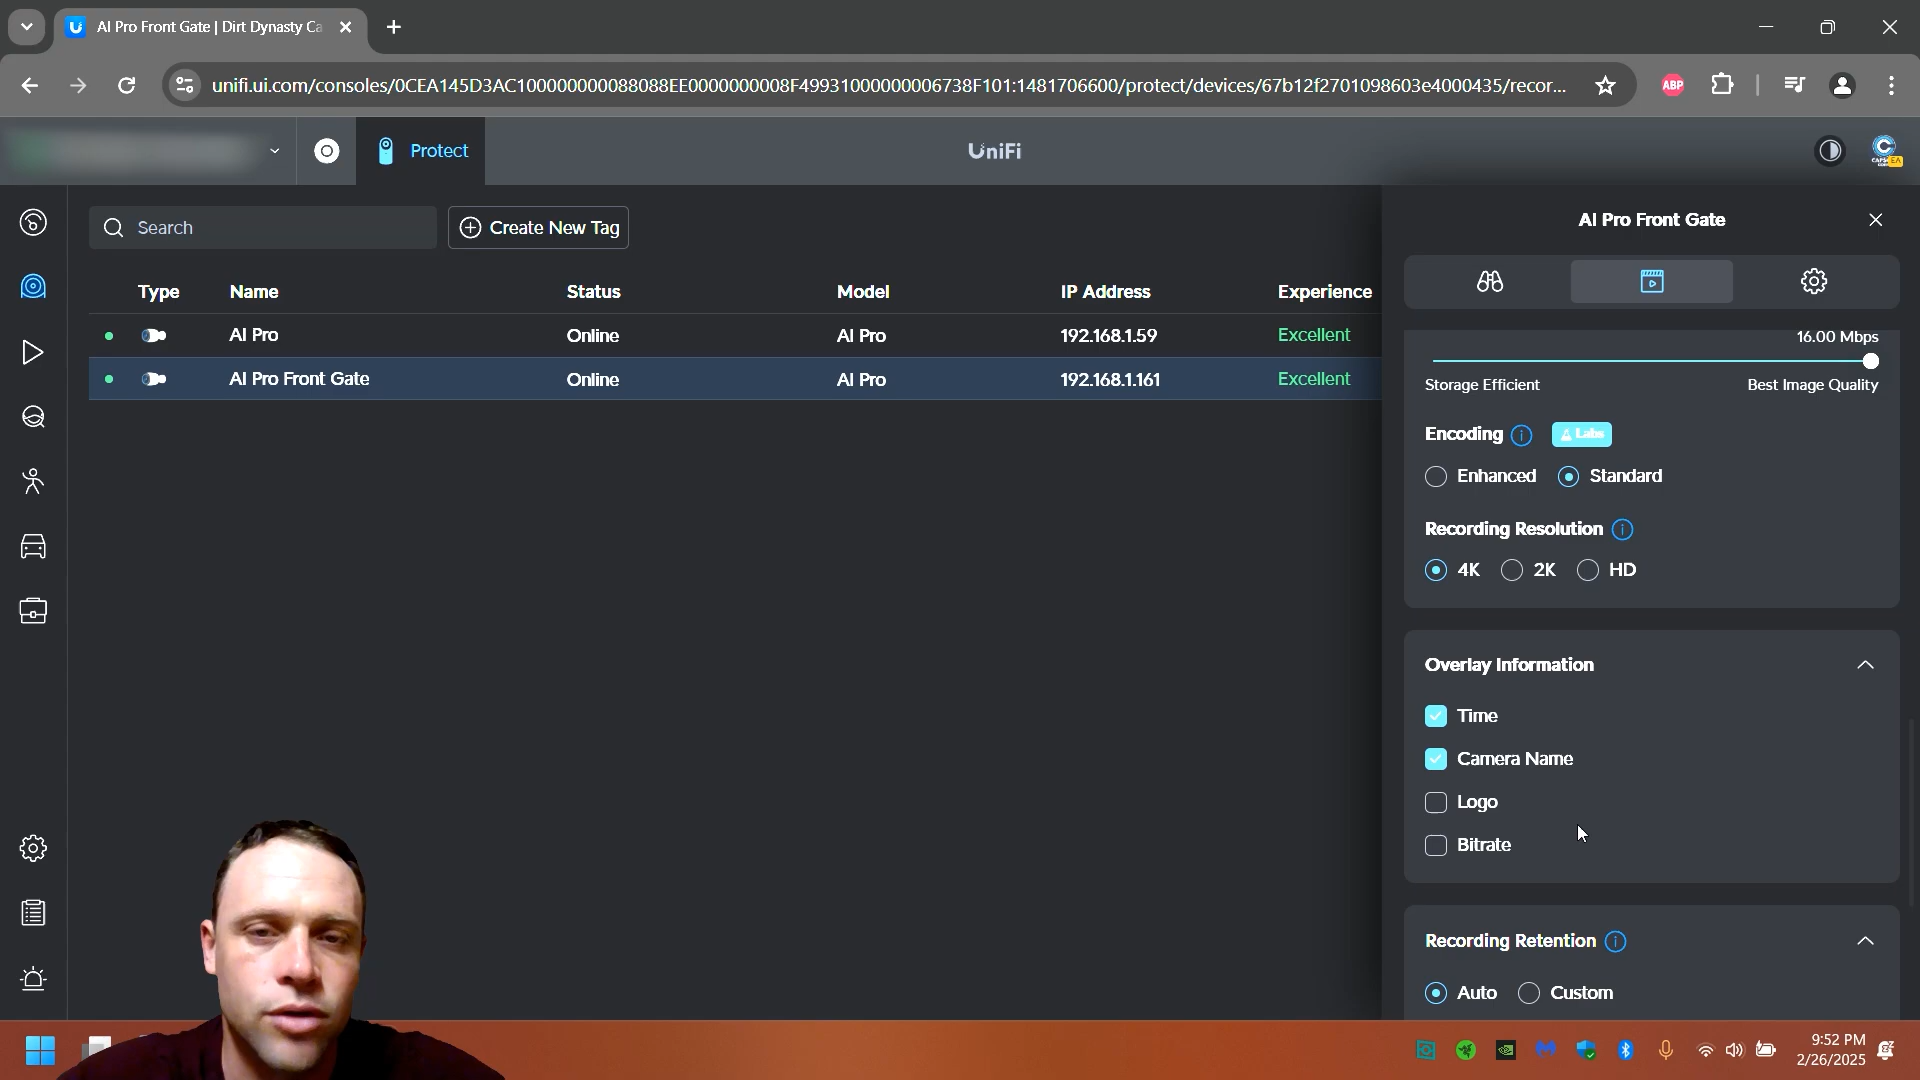 AI Pro Front Gate | Dirt Dynasty Ca
unifi.ui.com/consoles/0CEA145D3AC100000000088088EE0000000008F49931000000006738F101:1481706600/protect/devices/67b12f2701098603e4000435/recor...
ABP
Protect
UniFi
EA
Search
Create New Tag
Type Name Status Model IP Address Experience
AI Pro Online AI Pro 192.168.1.59 Excellent
AI Pro Front Gate Online AI Pro 192.168.1.161 Excellent
AI Pro Front Gate
16.00 Mbps
Storage Efficient Best Image Quality
Encoding Labs
Enhanced Standard
Recording Resolution
4K 2K HD
Overlay Information
Time
Camera Name
Logo
Bitrate
Recording Retention
Auto Custom
9:52 PM
2/26/2025